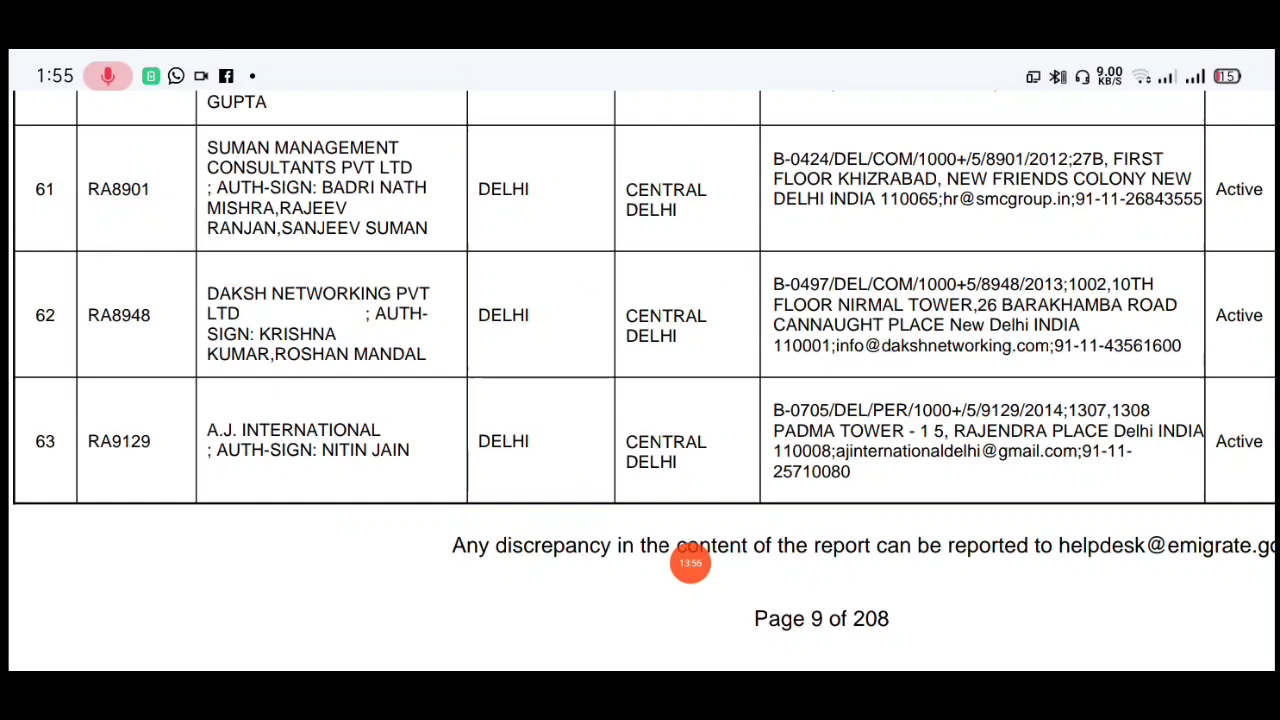 1:55
9.00
KB/S
15
GUPTA
61
RA8901
SUMAN MANAGEMENT
CONSULTANTS PVT LTD
; AUTH-SIGN: BADRI NATH
MISHRA,RAJEEV
RANJAN,SANJEEV SUMAN
DELHI
CENTRAL
DELHI
B-0424/DEL/COM/1000+/5/8901/2012;27B, FIRST
FLOOR KHIZRABAD, NEW FRIENDS COLONY NEW
DELHI INDIA 110065;hr@smcgroup.in;91-11-26843555
Active
62
RA8948
DAKSH NETWORKING PVT
LTD ; AUTH-
SIGN: KRISHNA
KUMAR,ROSHAN MANDAL
DELHI
CENTRAL
DELHI
B-0497/DEL/COM/1000+5/8948/2013;1002,10TH
FLOOR NIRMAL TOWER,26 BARAKHAMBA ROAD
CANNAUGHT PLACE New Delhi INDIA
110001;info@dakshnetworking.com;91-11-43561600
Active
63
RA9129
A.J. INTERNATIONAL
; AUTH-SIGN: NITIN JAIN
DELHI
CENTRAL
DELHI
B-0705/DEL/PER/1000+/5/9129/2014;1307,1308
PADMA TOWER - 1 5, RAJENDRA PLACE Delhi INDIA
110008;ajinternationaldelhi@gmail.com;91-11-
25710080
Active
Any discrepancy in the content of the report can be reported to helpdesk@emigrate.go
13:56
Page 9 of 208